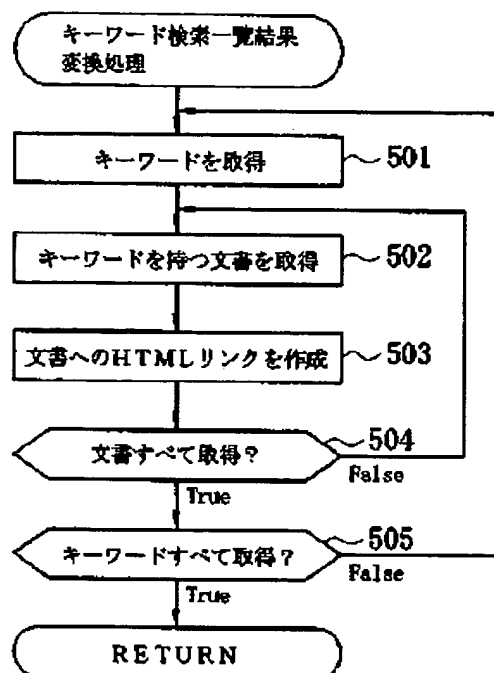 キーワード検索一覧結果
変換処理
キーワードを取得
501
キーワードを持つ文書を取得
502
文書へのHTMLリンクを作成
503
文書すべて取得?
504
False
True
キーワードすべて取得?
505
False
True
RETURN